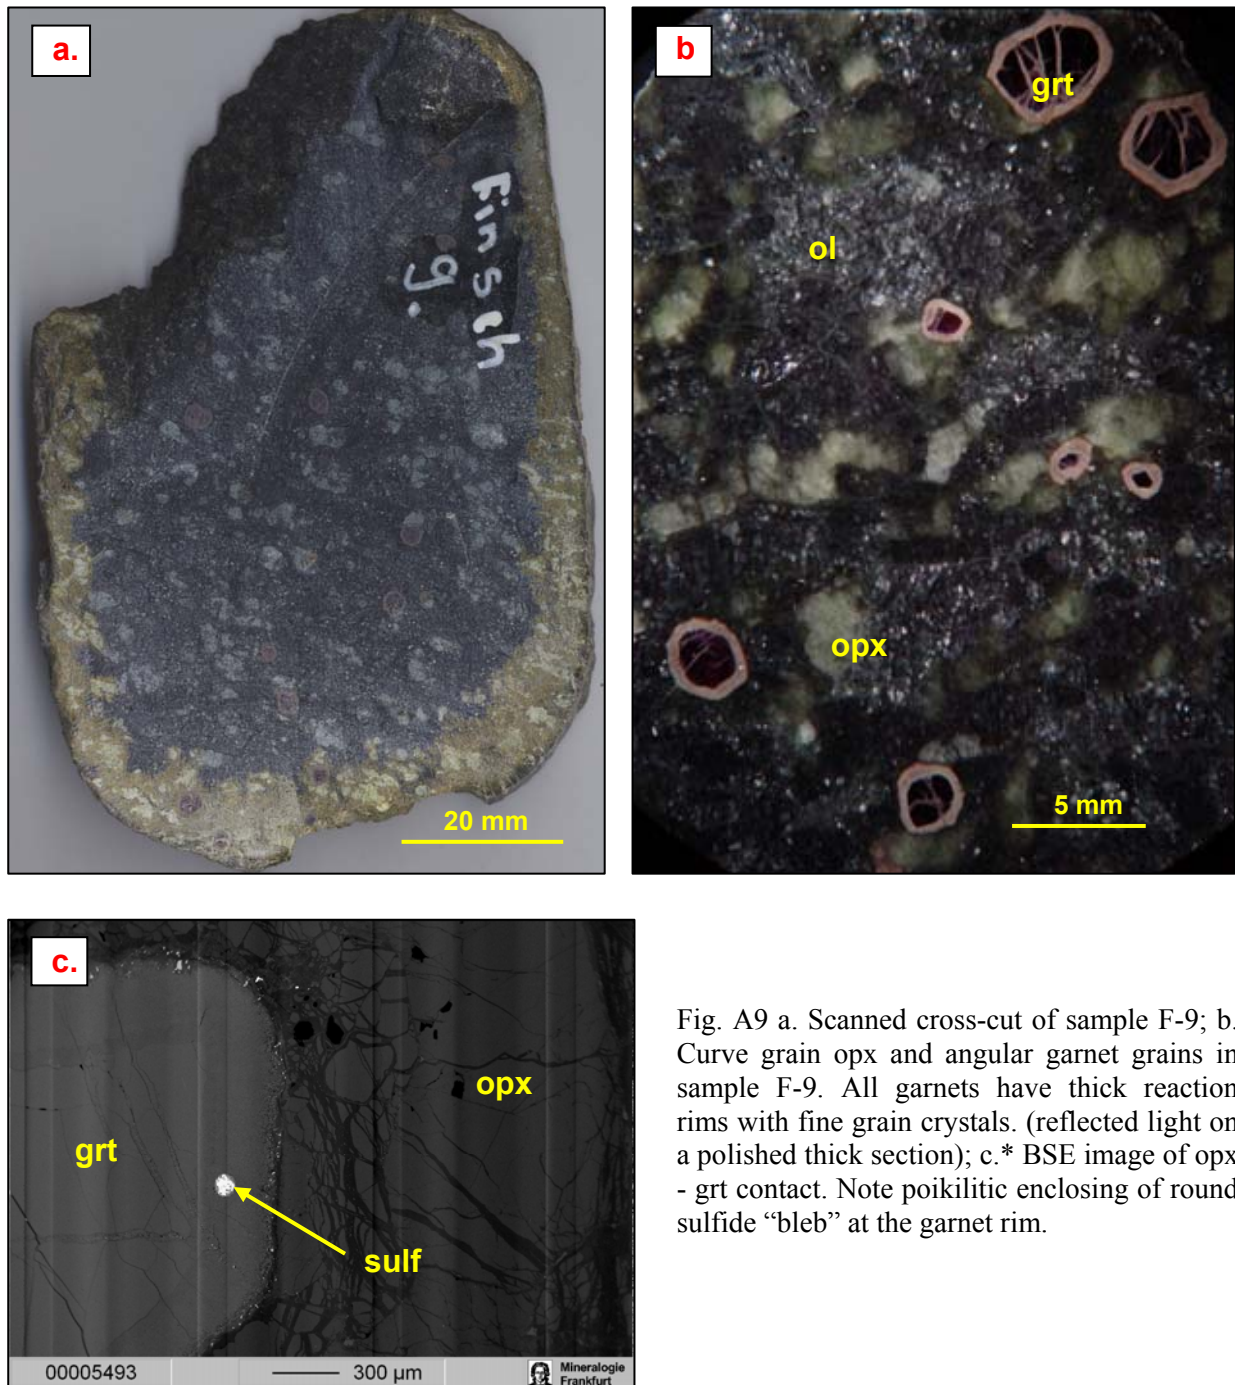 a.
Finsch
9.
20 mm
b
grt
ol
opx
5 mm
c.
grt
opx
sulf
00005493
300 µm
Mineralogie
Frankfurt
Fig. A9 a. Scanned cross-cut of sample F-9; b.
Curve grain opx and angular garnet grains in
sample F-9. All garnets have thick reaction
rims with fine grain crystals. (reflected light on
a polished thick section); c.* BSE image of opx
- grt contact. Note poikilitic enclosing of round
sulfide “bleb” at the garnet rim.